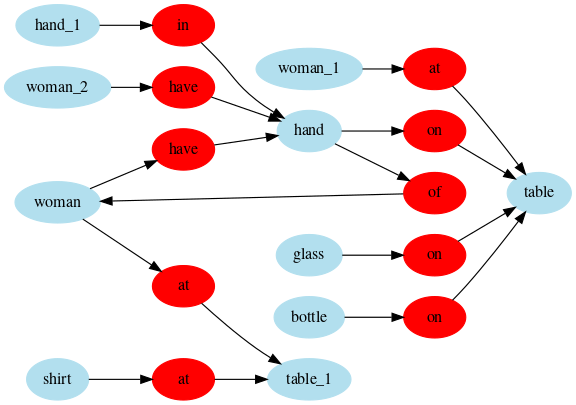 hand_1
in
woman_1
at
woman_2
have
hand
on
have
woman
of
table
glass
on
at
bottle
on
shirt
at
table_1